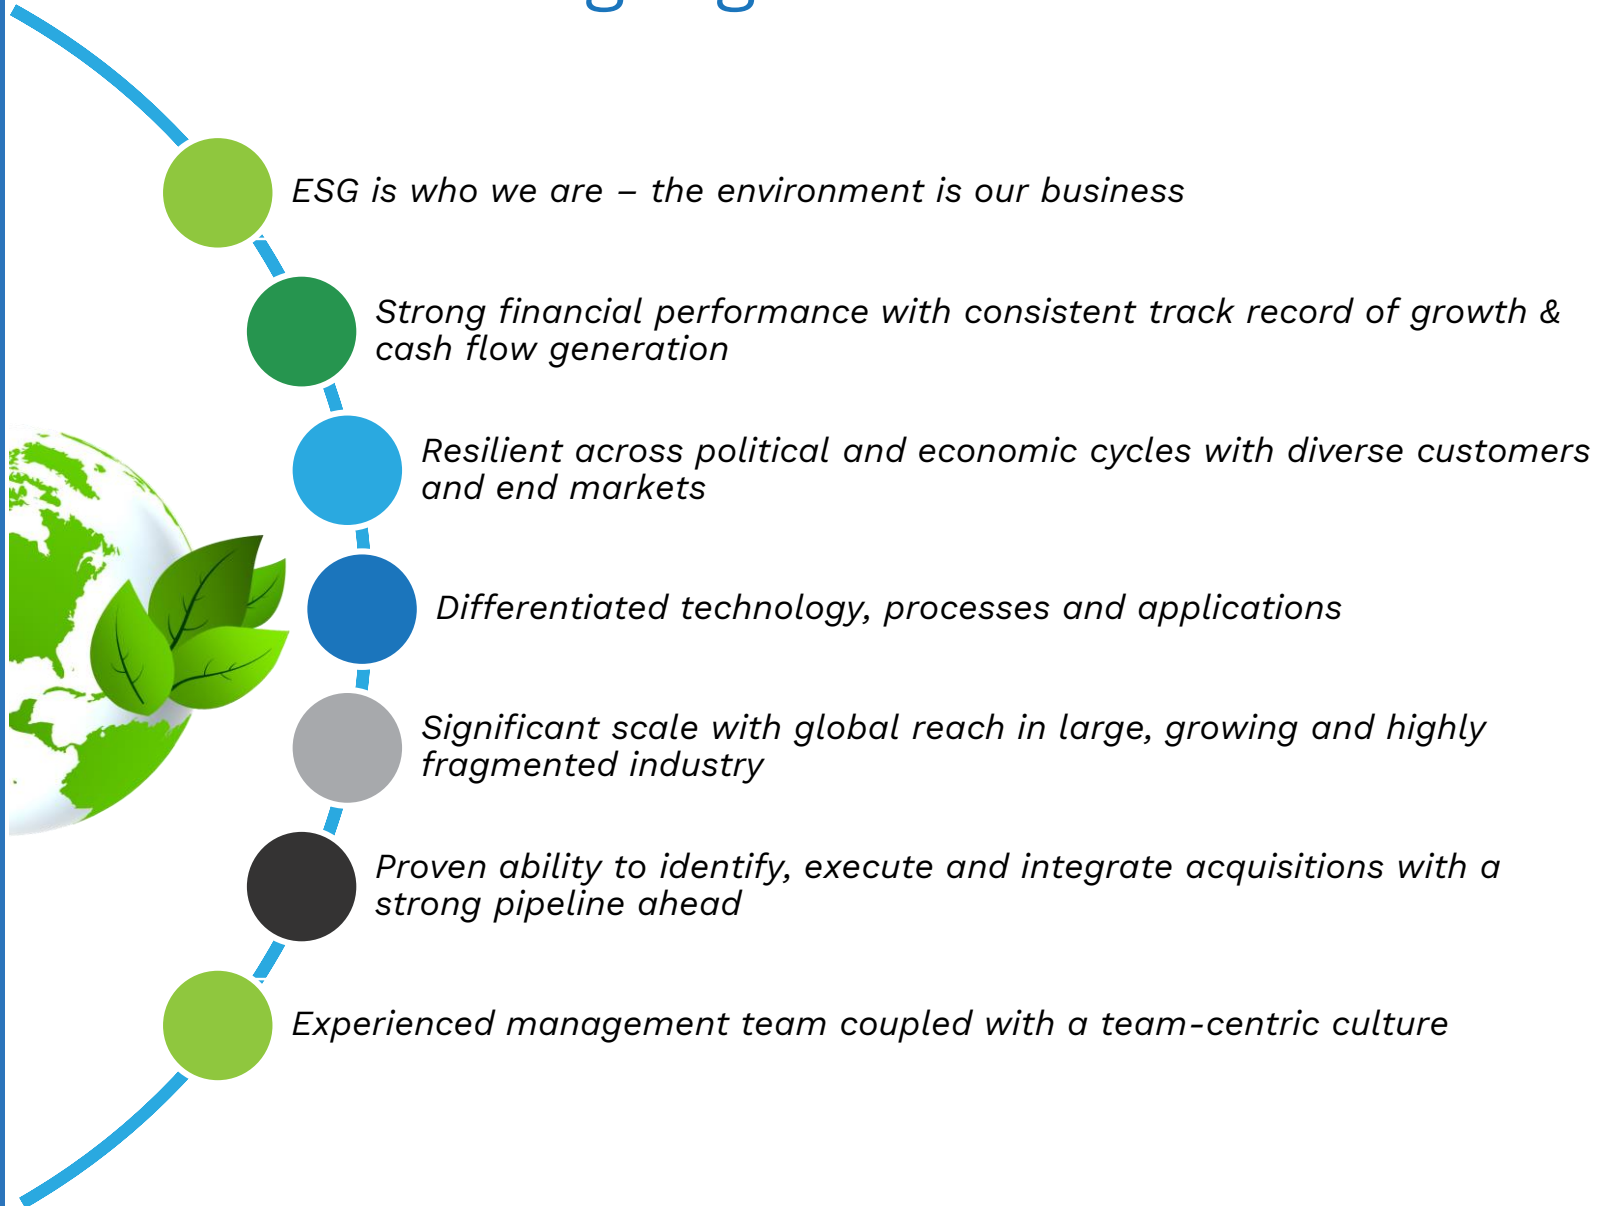 ESG is who we are – the environment is our business
Strong financial performance with consistent track record of growth &
cash flow generation
Resilient across political and economic cycles with diverse customers
and end markets
Differentiated technology, processes and applications
Significant scale with global reach in large, growing and highly
fragmented industry
Proven ability to identify, execute and integrate acquisitions with a
strong pipeline ahead
Experienced management team coupled with a team-centric culture